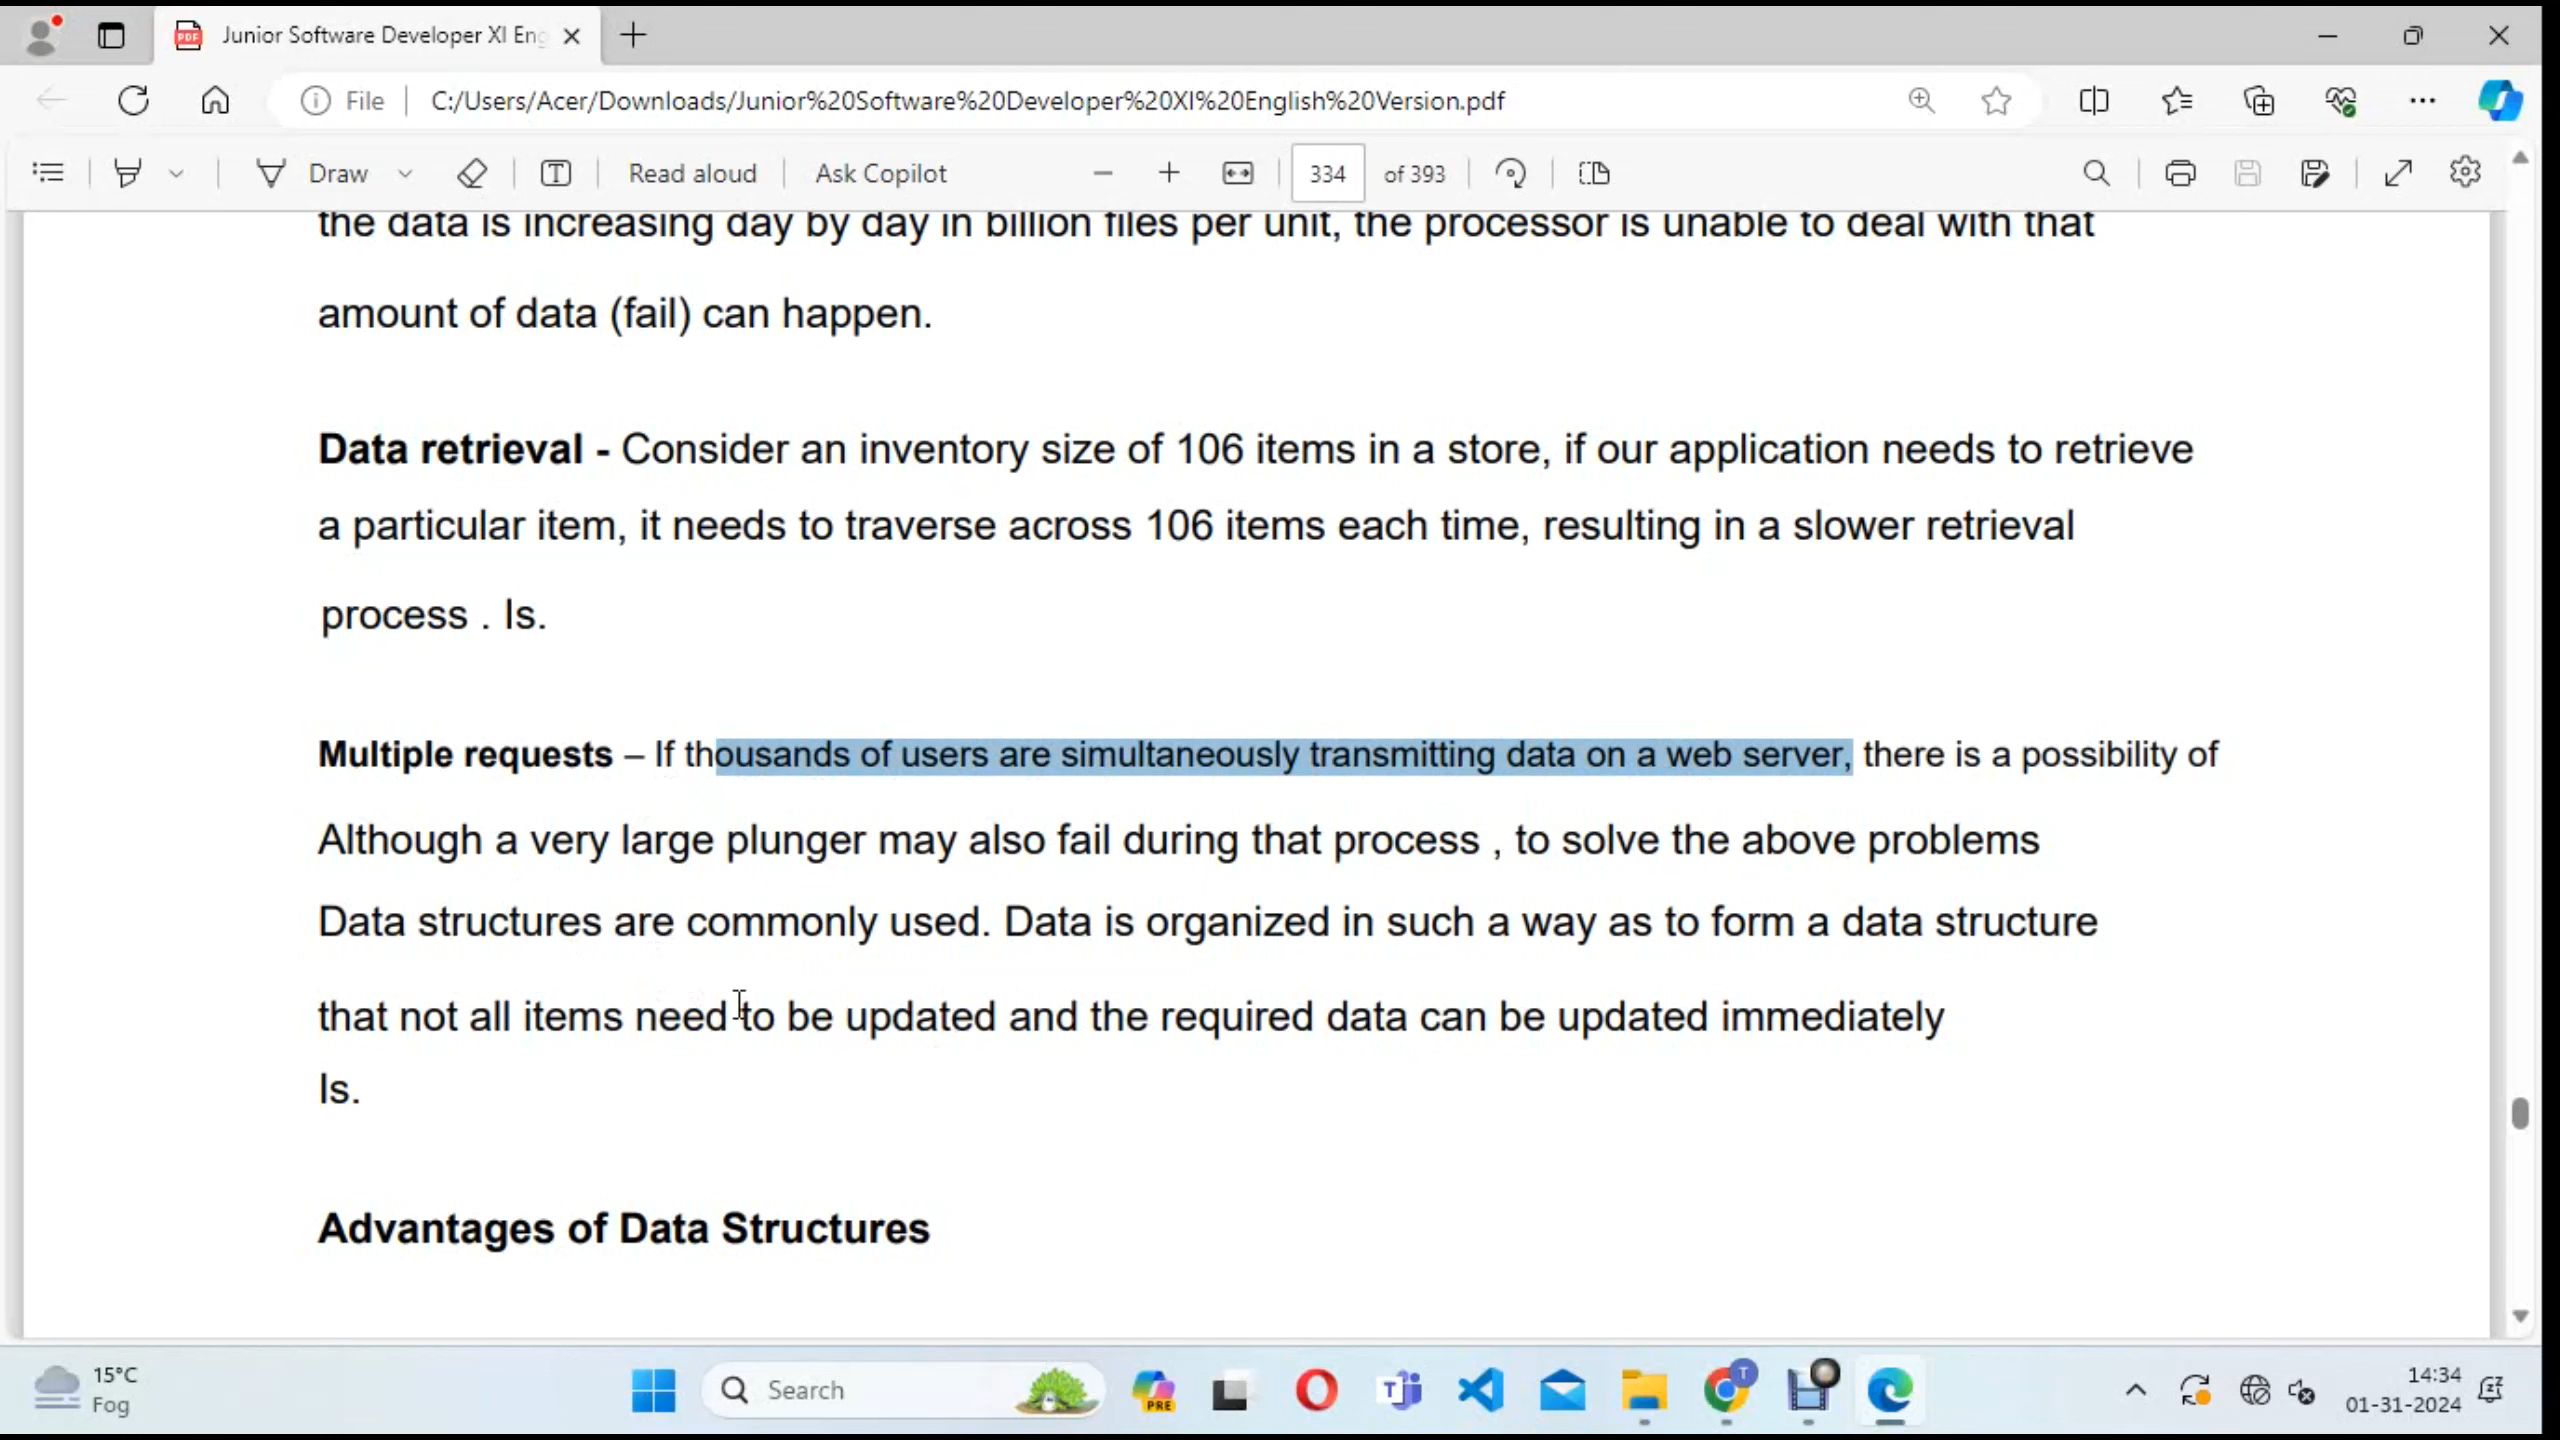 Junior Software Developer XI Eng
File
C:/Users/Acer/Downloads/Junior%20Software%20Developer%20XI%20English%20Version.pdf
Draw
Read aloud
Ask Copilot
334
of 393
the data is increasing day by day in billion files per unit, the processor is unable to deal with that
amount of data (fail) can happen.
Data retrieval - Consider an inventory size of 106 items in a store, if our application needs to retrieve
a particular item, it needs to traverse across 106 items each time, resulting in a slower retrieval
process . Is.
Multiple requests – If thousands of users are simultaneously transmitting data on a web server, there is a possibility of
Although a very large plunger may also fail during that process , to solve the above problems
Data structures are commonly used. Data is organized in such a way as to form a data structure
that not all items need to be updated and the required data can be updated immediately
Is.
Advantages of Data Structures
15°C
Fog
Search
PRE
T
14:34
01-31-2024